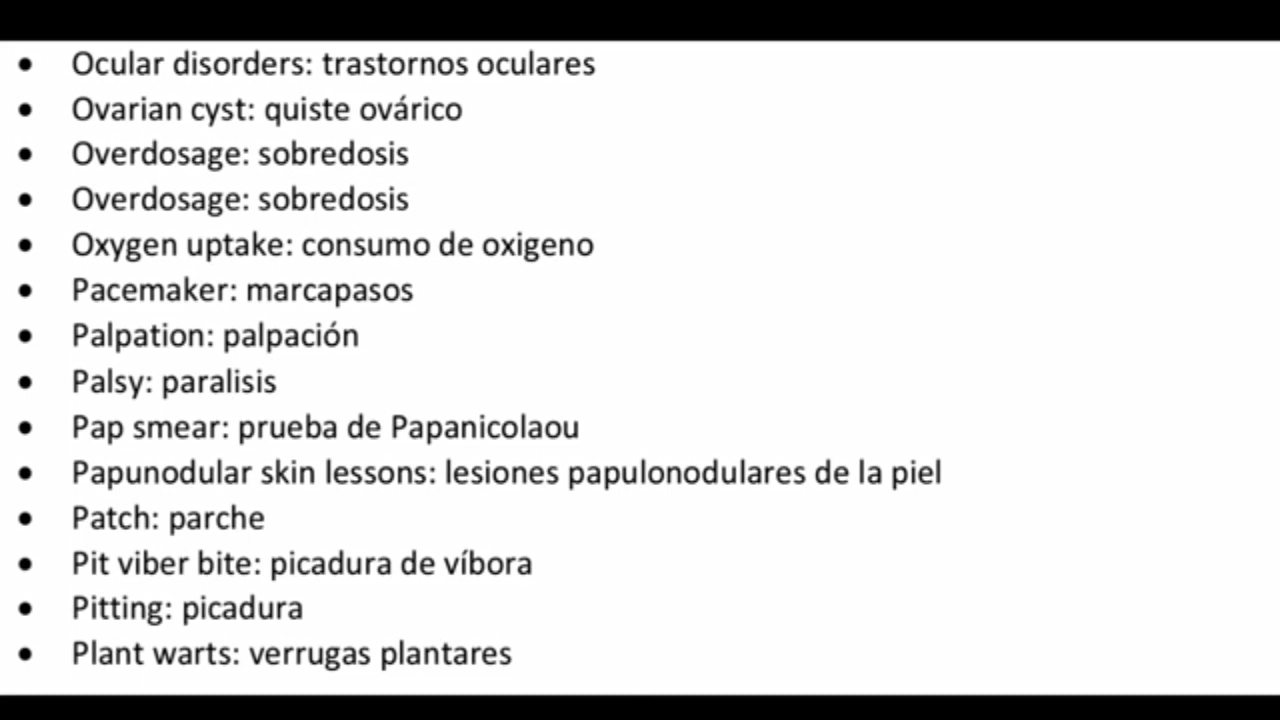 • Ocular disorders: trastornos oculares
• Ovarian cyst: quiste ovárico
• Overdosage: sobredosis
• Overdosage: sobredosis
• Oxygen uptake: consumo de oxigeno
• Pacemaker: marcapasos
• Palpation: palpación
• Palsy: paralisis
• Pap smear: prueba de Papanicolaou
• Papunodular skin lessons: lesiones papulonodulares de la piel
• Patch: parche
• Pit viber bite: picadura de víbora
• Pitting: picadura
• Plant warts: verrugas plantares